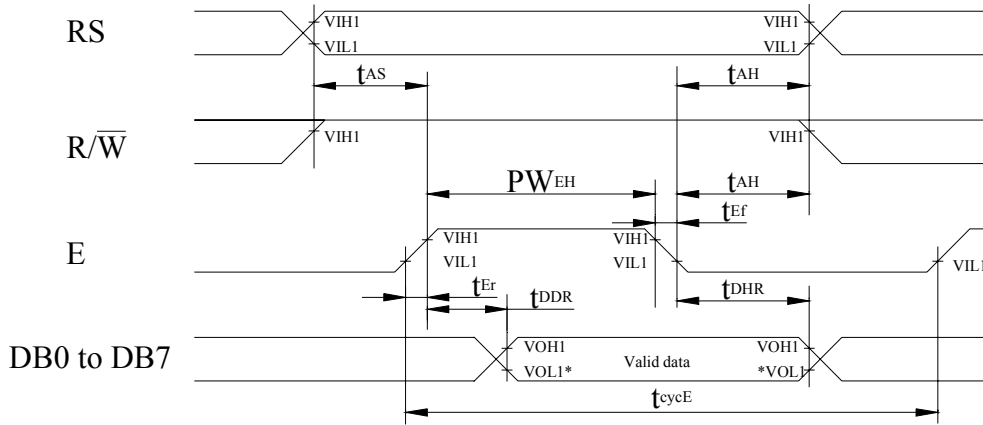 RS
VIH1
VIL1
VIH1
VIL1
tAS
tAH
R/W̅
VIH1
VIH1
PWEH
tAH
tEf
E
VIH1
VIL1
VIH1
VIL1
VIL1
tEr
tDDR
tDHR
DB0 to DB7
VOH1
VOL1*
Valid data
VOH1
*VOL1
tcycE